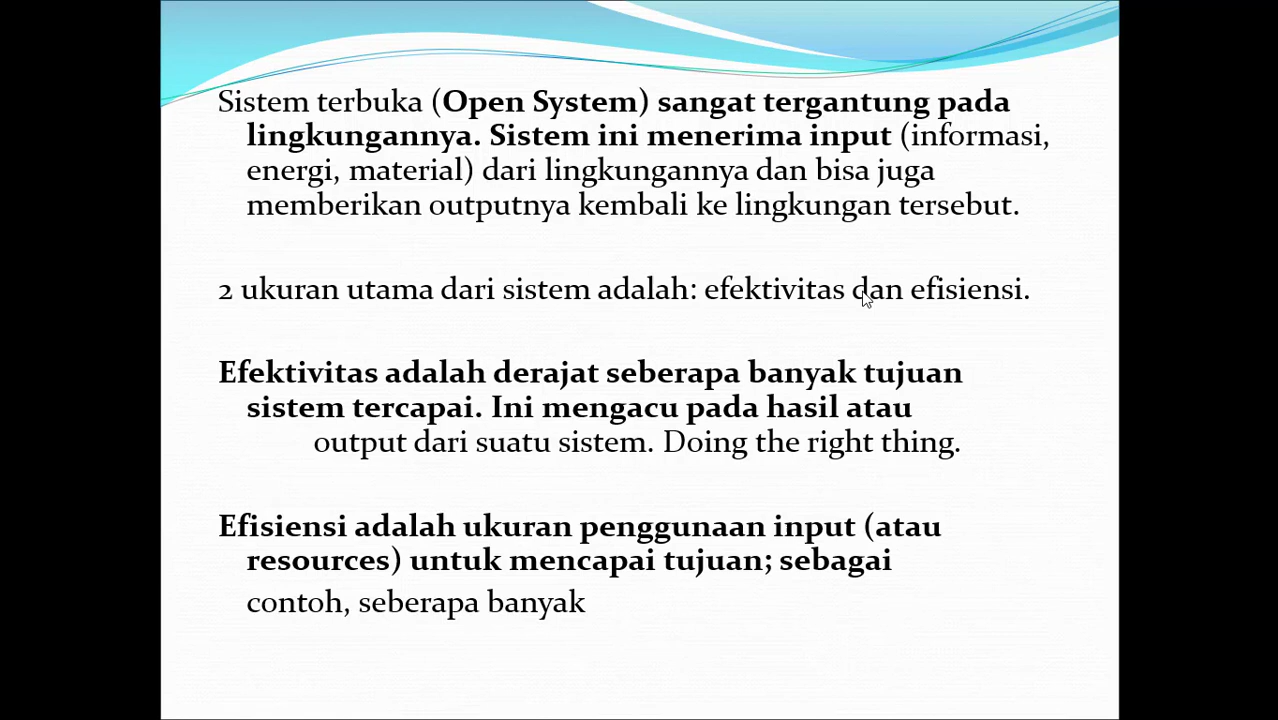 Sistem terbuka (Open System) sangat tergantung pada
lingkungannya. Sistem ini menerima input (informasi,
energi, material) dari lingkungannya dan bisa juga
memberikan outputnya kembali ke lingkungan tersebut.
2 ukuran utama dari sistem adalah: efektivitas dan efisiensi.
Efektivitas adalah derajat seberapa banyak tujuan
sistem tercapai. Ini mengacu pada hasil atau
output dari suatu sistem. Doing the right thing.
Efisiensi adalah ukuran penggunaan input (atau
resources) untuk mencapai tujuan; sebagai
contoh, seberapa banyak